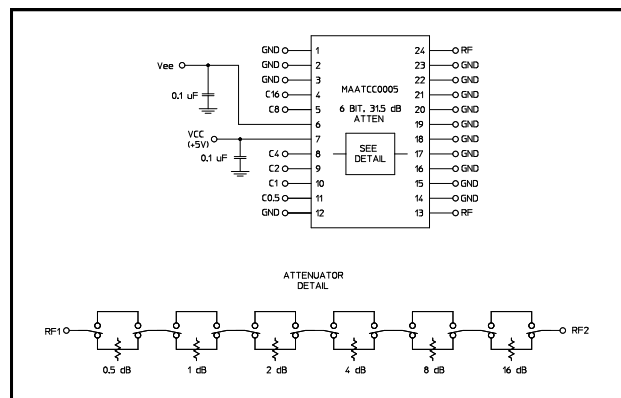 GND 1 24 RF
GND 2 23 GND
Vee GND 3 22 GND
MAATCC0005
C16 4 21 GND
0.1 uF C8 5 20 GND
6 BIT, 31.5 dB
ATTEN
6 19 GND
VCC
(+5V)
7 18 GND
0.1 uF C4 8 17 GND
SEE
DETAIL
C2 9 16 GND
C1 10 15 GND
C0.5 11 14 GND
GND 12 13 RF
ATTENUATOR
DETAIL
RF1 RF2
0.5 dB 1 dB 2 dB 4 dB 8 dB 16 dB